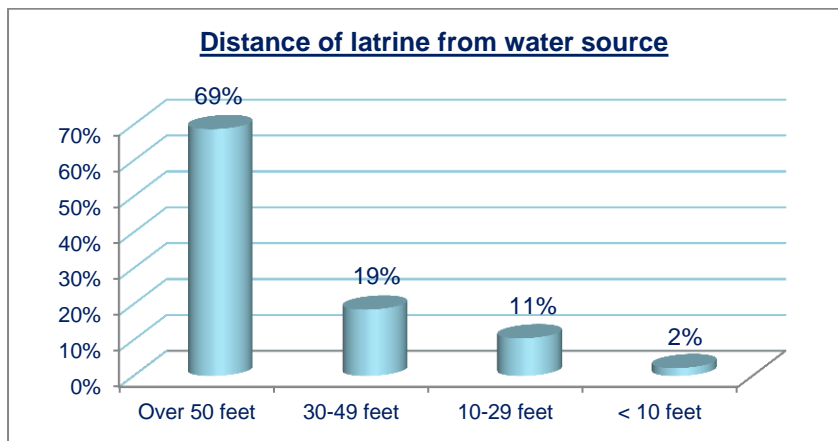 Distance of latrine from water source
69%
70%
60%
50%
40%
30%
20%
10%
0%
19%
11%
2%
Over 50 feet
30-49 feet
10-29 feet
< 10 feet